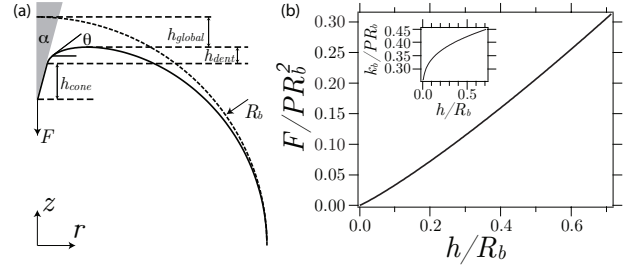 (a)
α
θ
h_global
h_dent
h_cone
R_b
F
z
r
(b)
F/PR_b^2
0.30
0.25
0.20
0.15
0.10
0.05
0.00
0.0
0.2
0.4
0.6
h/R_b
k_b/PR_b
0.45
0.40
0.35
0.30
0.0
0.5
h/R_b